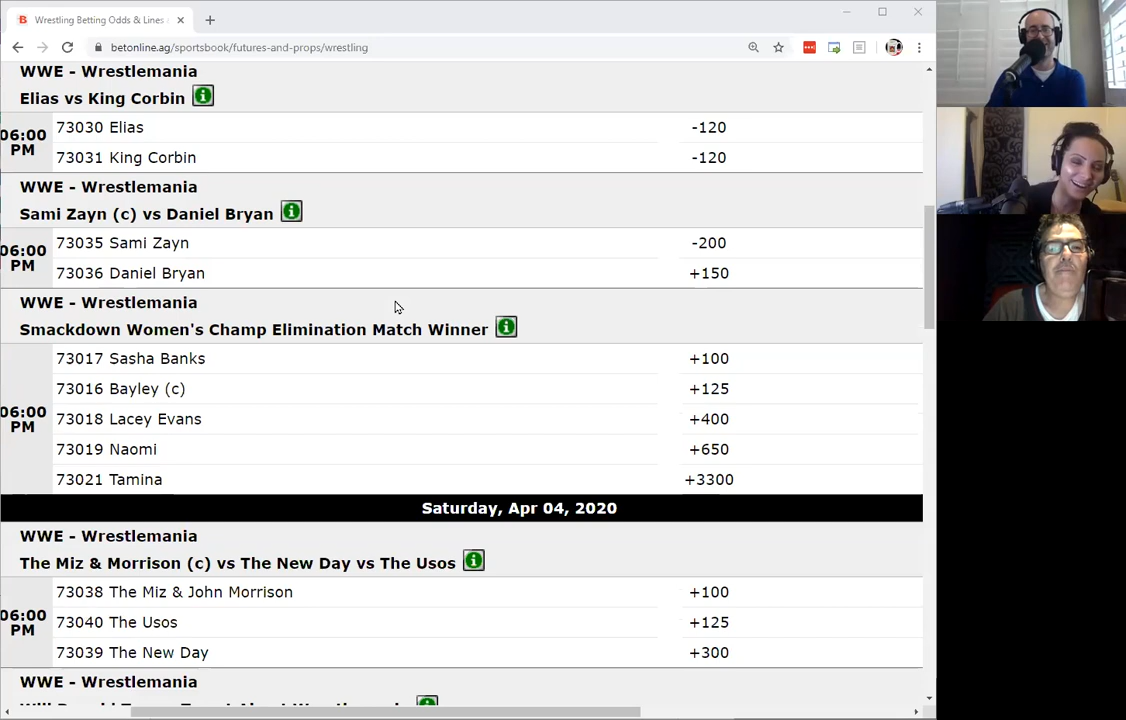 Wrestling Betting Odds & Lines
betonline.ag/sportsbook/futures-and-props/wrestling
WWE - Wrestlemania
Elias vs King Corbin
06:00 PM
73030 Elias -120
73031 King Corbin -120
WWE - Wrestlemania
Sami Zayn (c) vs Daniel Bryan
06:00 PM
73035 Sami Zayn -200
73036 Daniel Bryan +150
WWE - Wrestlemania
Smackdown Women's Champ Elimination Match Winner
06:00 PM
73017 Sasha Banks +100
73016 Bayley (c) +125
73018 Lacey Evans +400
73019 Naomi +650
73021 Tamina +3300
Saturday, Apr 04, 2020
WWE - Wrestlemania
The Miz & Morrison (c) vs The New Day vs The Usos
06:00 PM
73038 The Miz & John Morrison +100
73040 The Usos +125
73039 The New Day +300
WWE - Wrestlemania